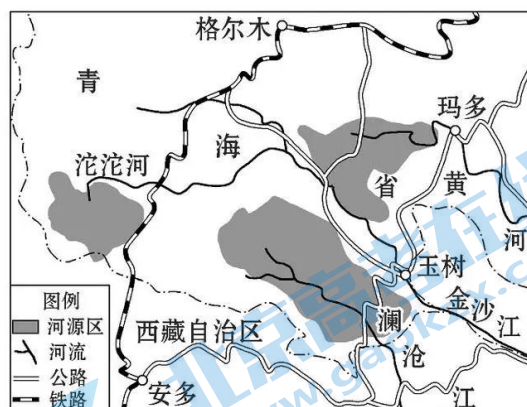 格尔木
青
玛多
沱沱河
海
省
黄
河
玉树
图例
河源区
河流
公路
铁路
西藏自治区
澜
沧
江
金沙
江
安多